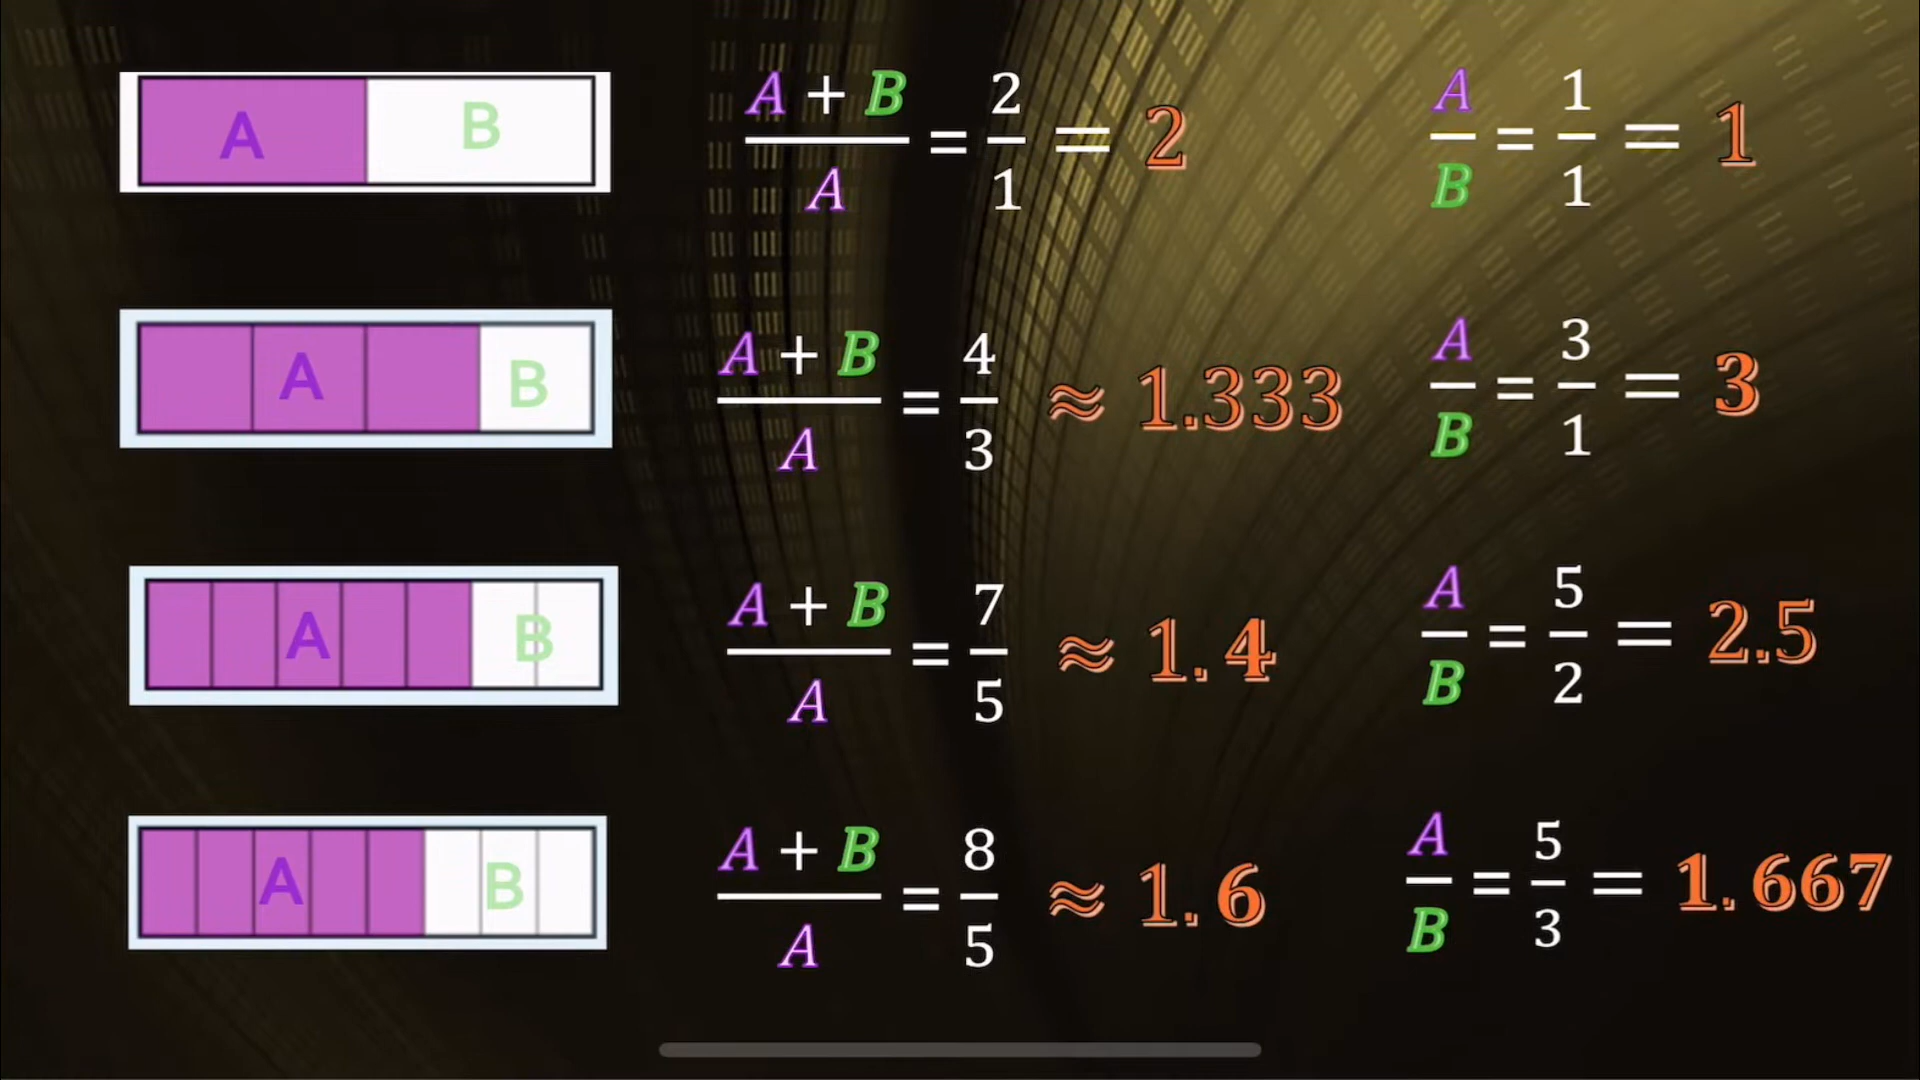 A B (A + B)/A = 2/1 = 2 A/B = 1/1 = 1
A B (A + B)/A = 4/3 ≈ 1.333 A/B = 3/1 = 3
A B (A + B)/A = 7/5 ≈ 1.4 A/B = 5/2 = 2.5
A B (A + B)/A = 8/5 ≈ 1.6 A/B = 5/3 = 1.667